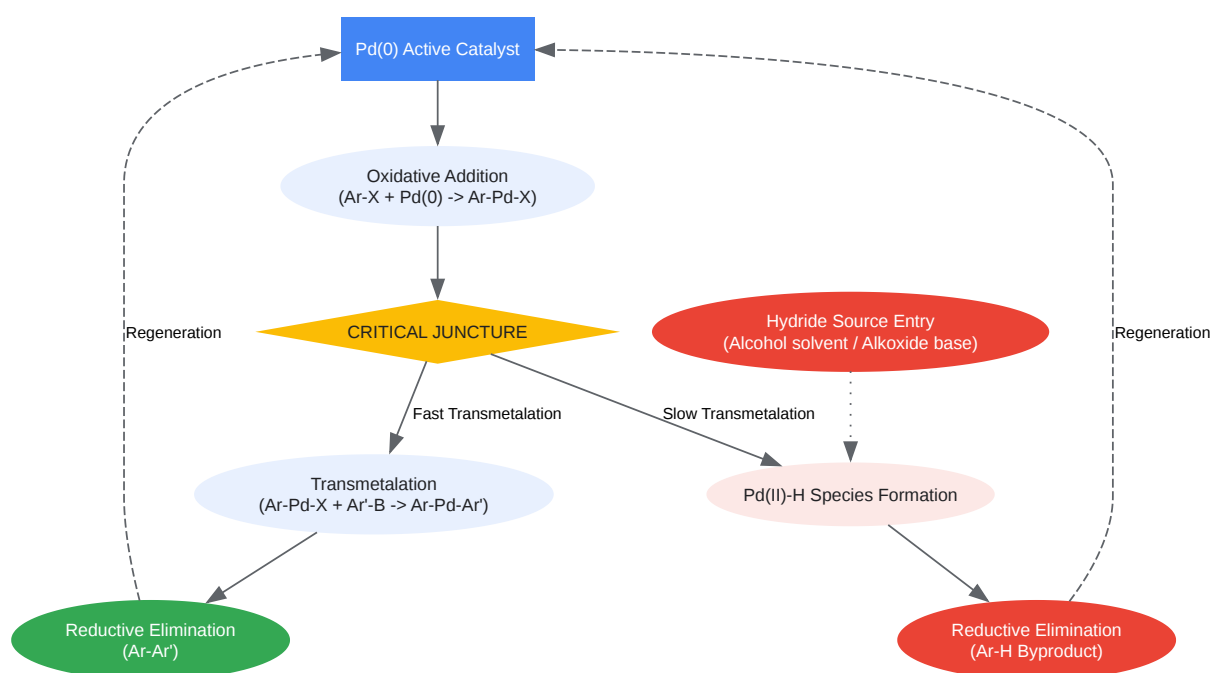 Pd(0) Active Catalyst
Oxidative Addition
(Ar-X + Pd(0) -> Ar-Pd-X)
CRITICAL JUNCTURE
Hydride Source Entry
(Alcohol solvent / Alkoxide base)
Regeneration
Regeneration
Fast Transmetalation
Slow Transmetalation
Transmetalation
(Ar-Pd-X + Ar'-B -> Ar-Pd-Ar')
Pd(II)-H Species Formation
Reductive Elimination
(Ar-Ar')
Reductive Elimination
(Ar-H Byproduct)